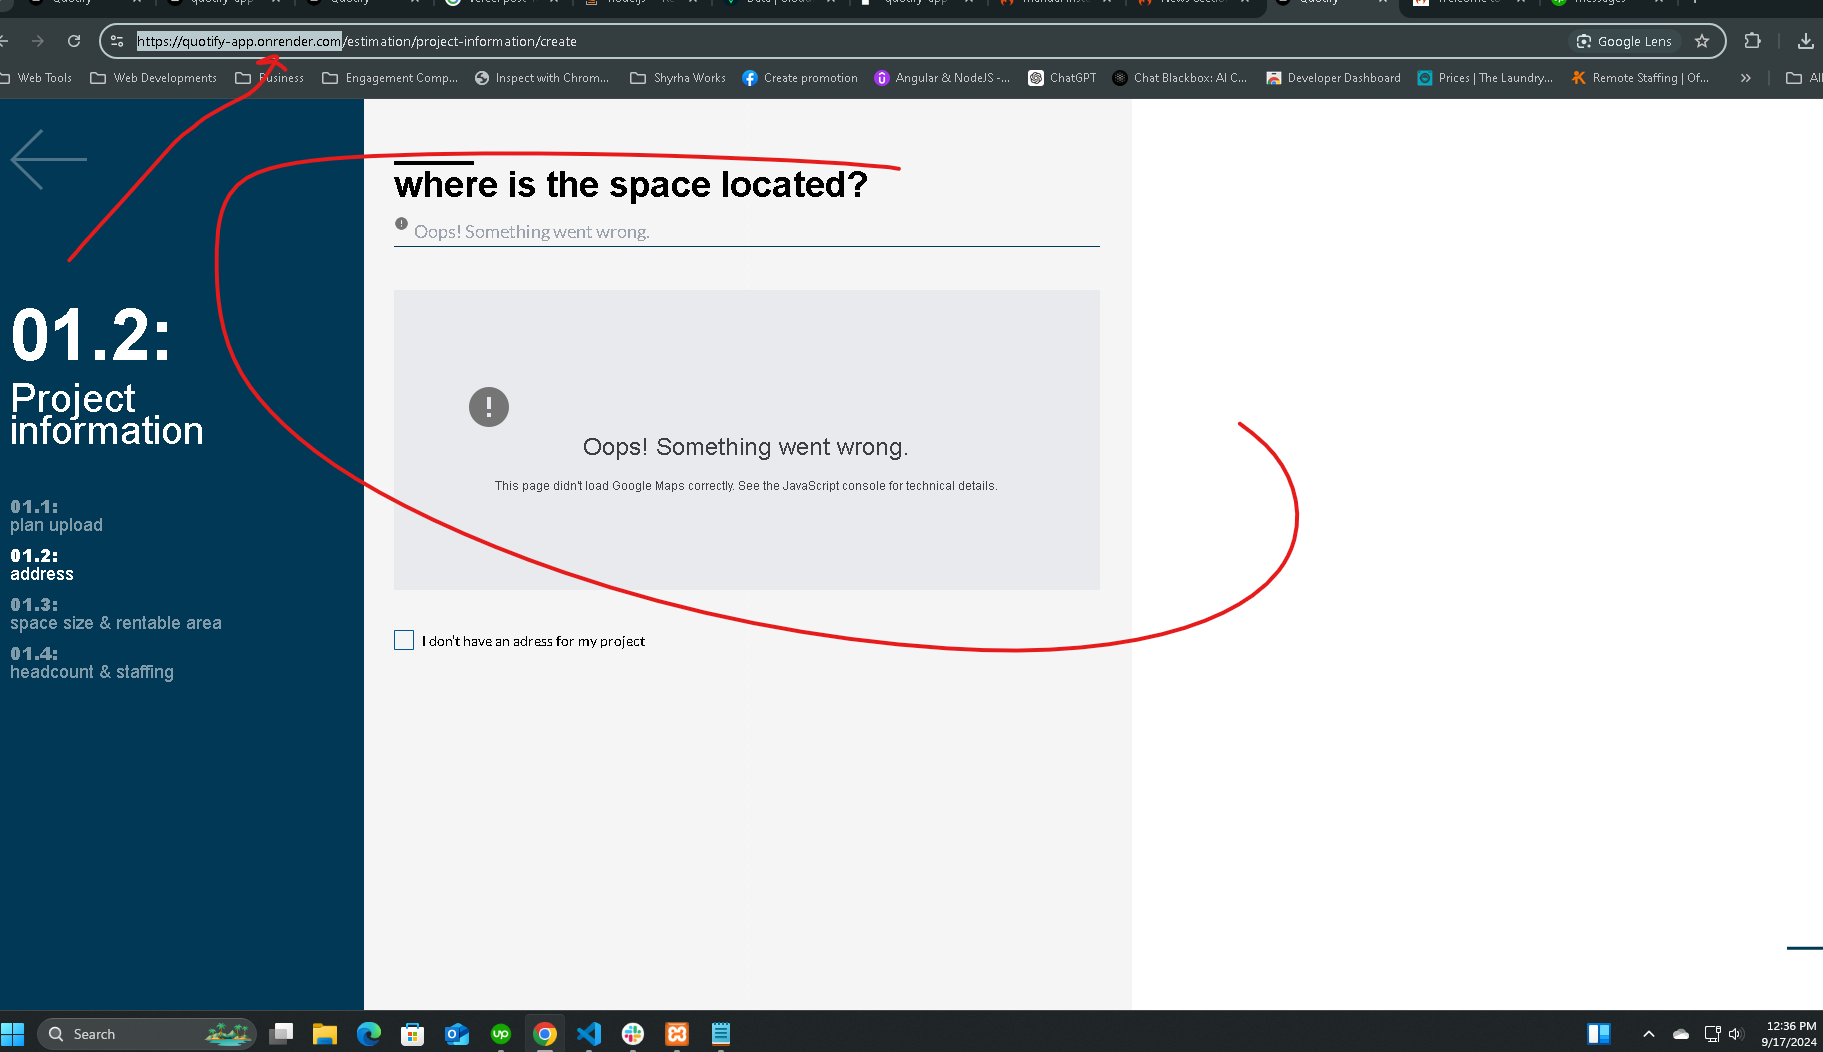 Quotify
quotify-app
Quotify
https://quotify-app.onrender.com/estimation/project-information/create
Google Lens
Web Tools
Web Developments
Business
Engagement Comp...
Inspect with Chrom...
Shyrha Works
Create promotion
Angular & NodeJS -...
ChatGPT
Chat Blackbox: AI C...
Developer Dashboard
Prices | The Laundry...
Remote Staffing | Of...
»
All
where is the space located?
Oops! Something went wrong.
Oops! Something went wrong.
This page didn't load Google Maps correctly. See the JavaScript console for technical details.
I don't have an adress for my project
01.2:
Project
information
01.1:
plan upload
01.2:
address
01.3:
space size & rentable area
01.4:
headcount & staffing
Search
12:36 PM
9/17/2024